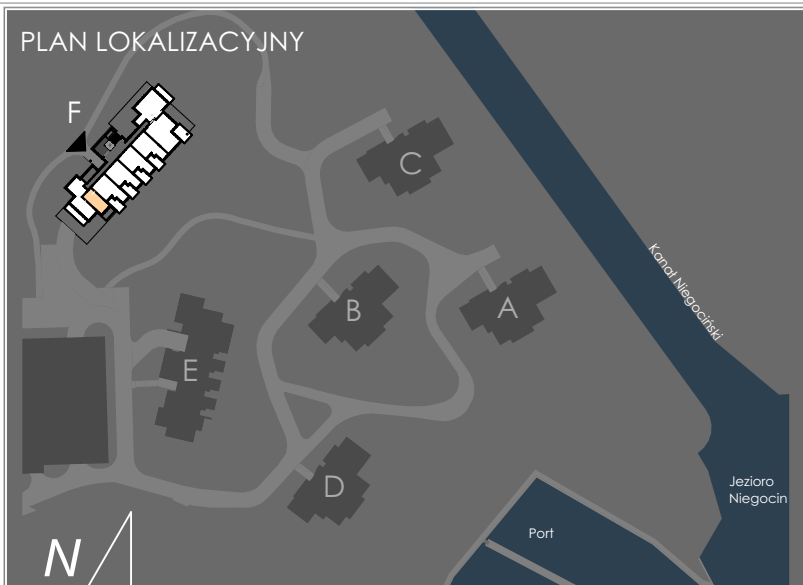 PLAN LOKALIZACYJNY
F
C
Kanał Niegociński
A
B
E
D
Jezioro
Niegocin
Port
N